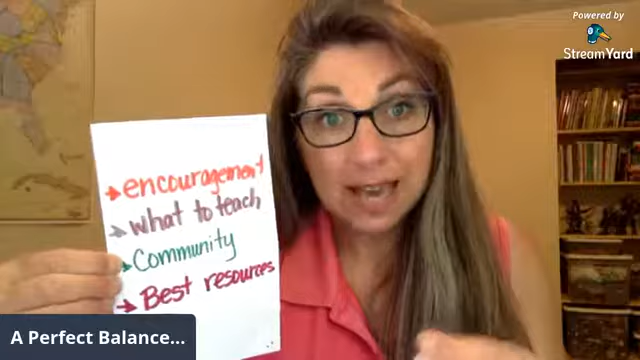 Powered by
StreamYard
→encouragement
→what to teach
→Community
→Best resources
A Perfect Balance...